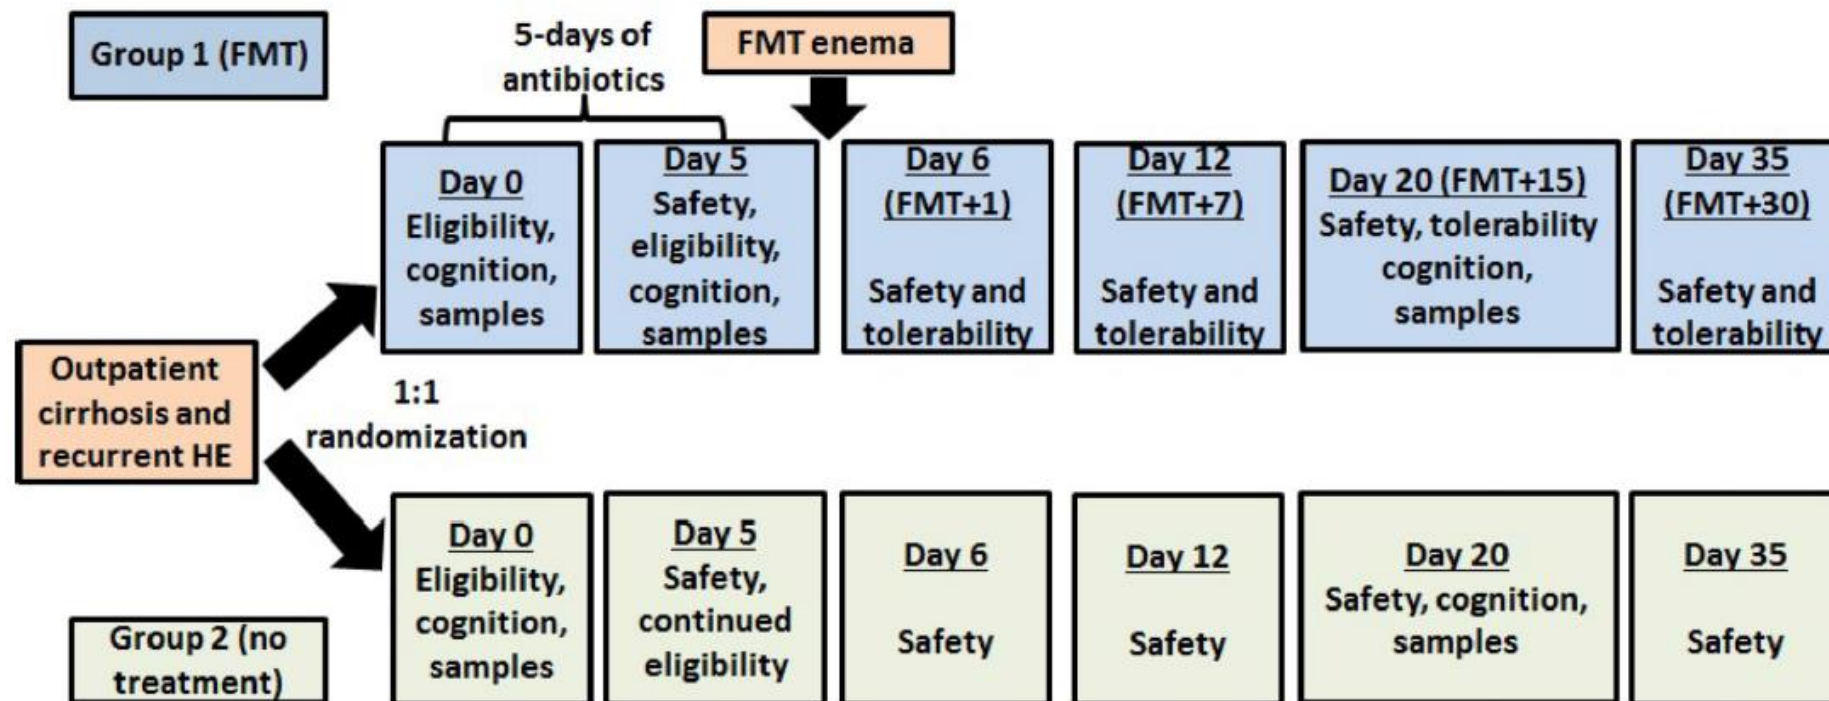 Group 1 (FMT)
5-days of
antibiotics
FMT enema
Day 0
Eligibility,
cognition,
samples
Day 5
Safety,
eligibility,
cognition,
samples
Day 6
(FMT+1)
Safety and
tolerability
Day 12
(FMT+7)
Safety and
tolerability
Day 20 (FMT+15)
Safety, tolerability
cognition,
samples
Day 35
(FMT+30)
Safety and
tolerability
Outpatient
cirrhosis and
recurrent HE
1:1
randomization
Group 2 (no
treatment)
Day 0
Eligibility,
cognition,
samples
Day 5
Safety,
continued
eligibility
Day 6
Safety
Day 12
Safety
Day 20
Safety, cognition,
samples
Day 35
Safety